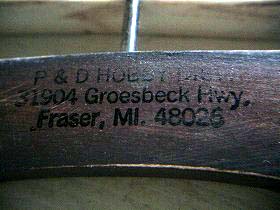 P & D HOBBY
31904 Groesbeck Hwy,
Fraser, MI. 48026